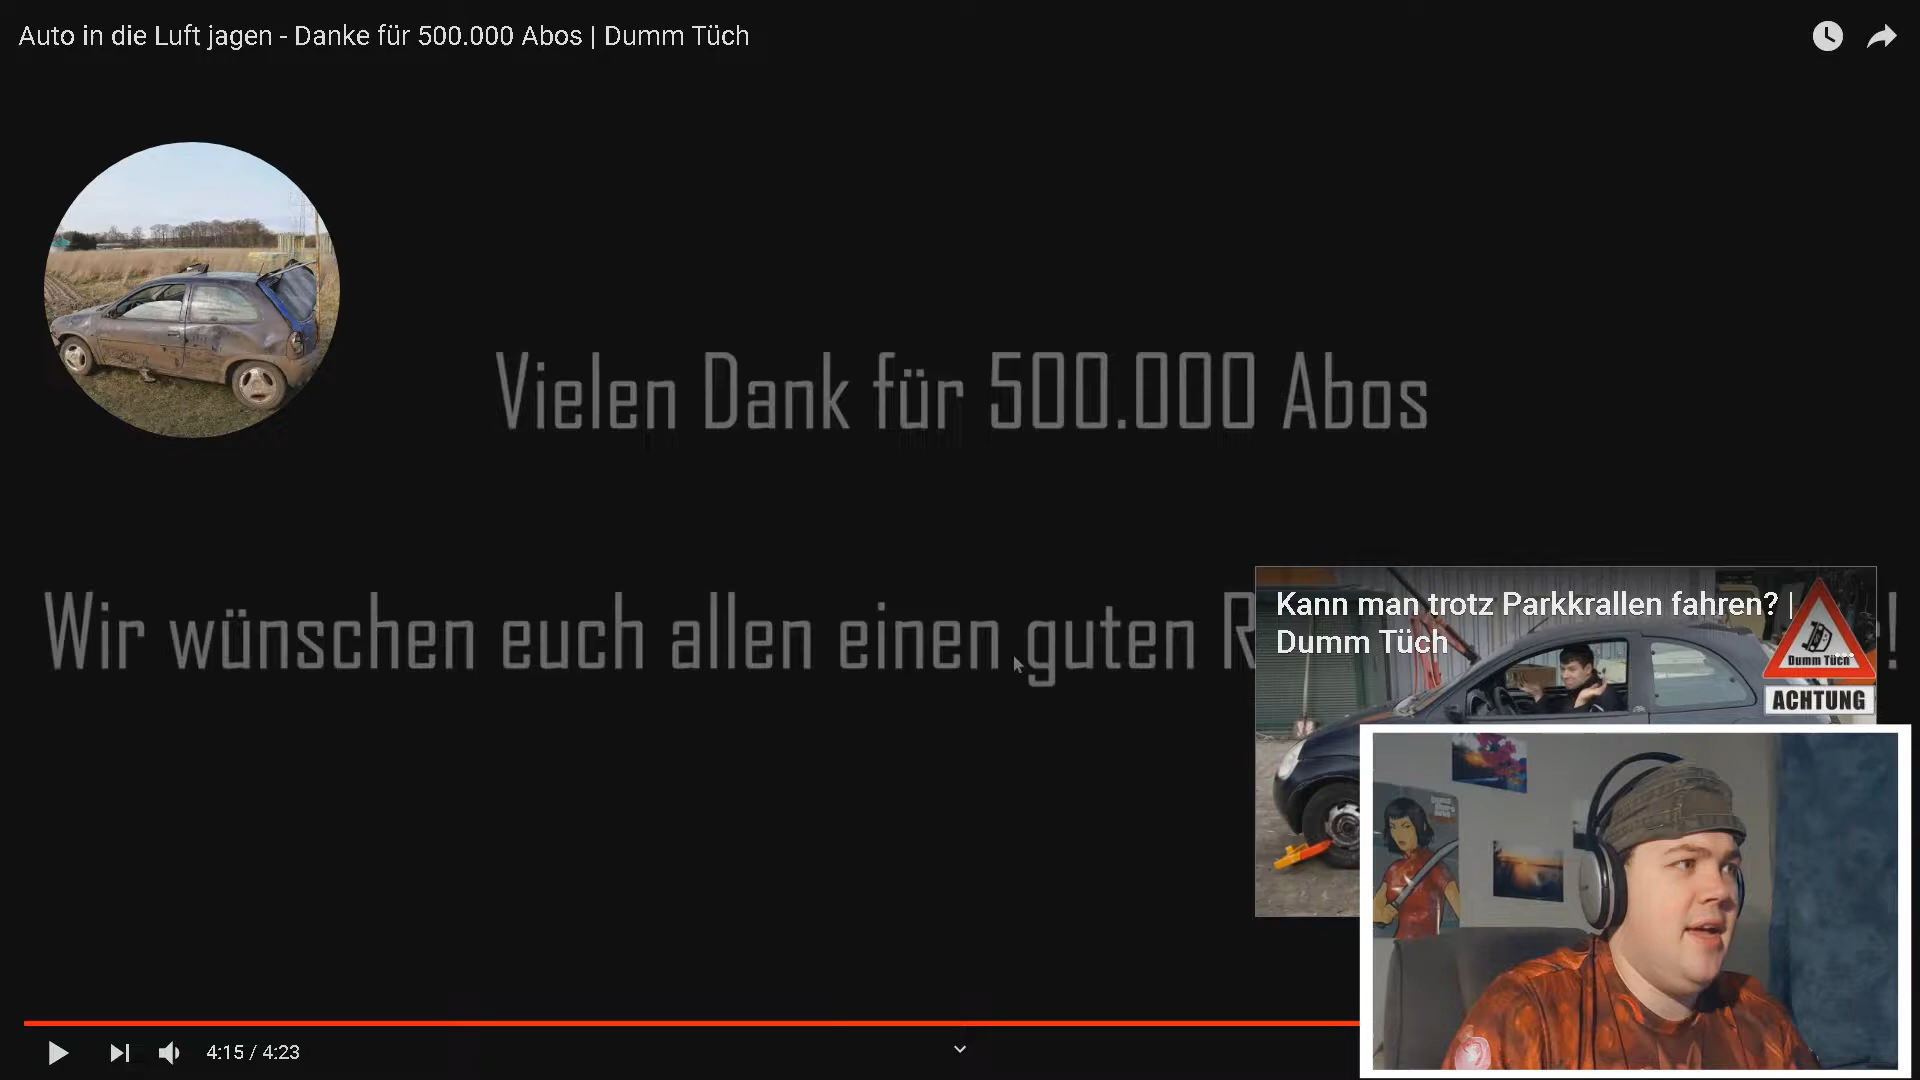 Auto in die Luft jagen - Danke für 500.000 Abos | Dumm Tüch
Vielen Dank für 500.000 Abos
Wir wünschen euch allen einen guten R !
Kann man trotz Parkkrallen fahren? |
Dumm Tüch
Dumm Tüch
ACHTUNG
4:15 / 4:23